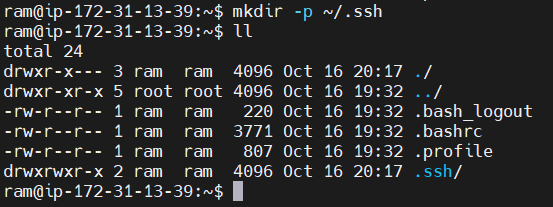 ram@ip-172-31-13-39:~$ mkdir -p ~/.ssh
ram@ip-172-31-13-39:~$ ll
total 24
drwxr-x--- 3 ram  ram  4096 Oct 16 20:17 ./
drwxr-xr-x 5 root root 4096 Oct 16 19:32 ../
-rw-r--r-- 1 ram  ram   220 Oct 16 19:32 .bash_logout
-rw-r--r-- 1 ram  ram  3771 Oct 16 19:32 .bashrc
-rw-r--r-- 1 ram  ram   807 Oct 16 19:32 .profile
drwxrwxr-x 2 ram  ram  4096 Oct 16 20:17 .ssh/
ram@ip-172-31-13-39:~$